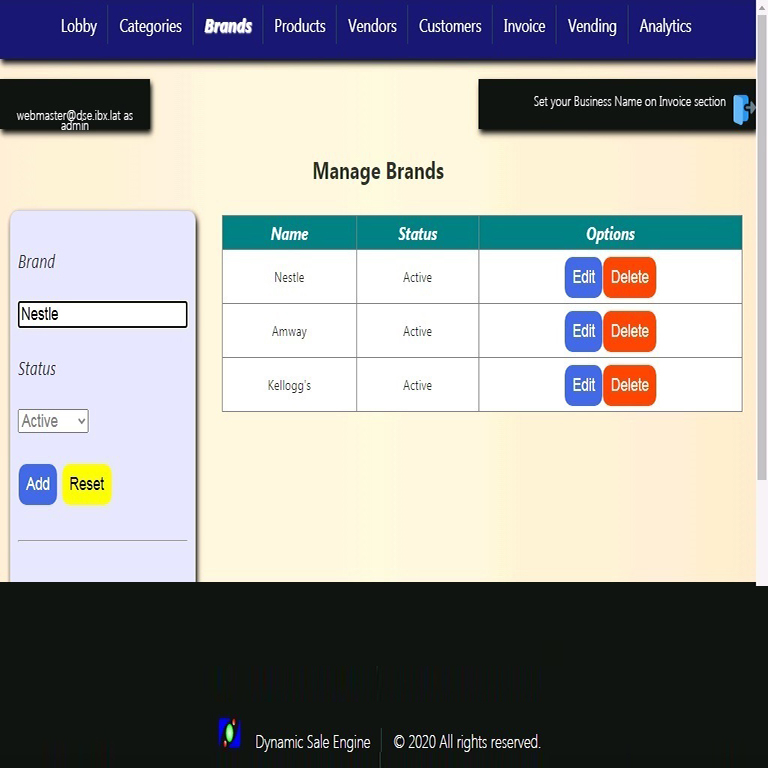 Lobby Categories Brands Products Vendors Customers Invoice Vending Analytics
webmaster@dse.ibx.lat as
admin
Set your Business Name on Invoice section
Manage Brands
Brand
Nestle
Status
Active
Add Reset
Name Status Options
Nestle Active Edit Delete
Amway Active Edit Delete
Kellogg's Active Edit Delete
Dynamic Sale Engine © 2020 All rights reserved.